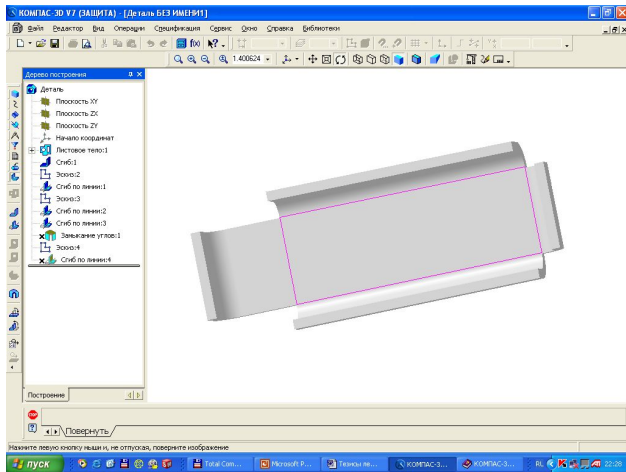 КОМПАС-3D V7 (ЗАЩИТА) - [Деталь БЕЗ ИМЕНИ1]
Файл Редактор Вид Операции Спецификация Сервис Окно Справка Библиотеки
f(x)
1.400624
Дерево построения
Деталь
Плоскость XY
Плоскость ZX
Плоскость ZY
Начало координат
Листовое тело:1
Сгиб:1
Эскиз:2
Сгиб по линии:1
Эскиз:3
Сгиб по линии:2
Сгиб по линии:3
Замыкание углов:1
Эскиз:4
Сгиб по линии:4
Построение
STOP
Повернуть
Нажмите левую кнопку мыши и, не отпуская, поверните изображение
пуск Total Com... Microsoft P... Тезисы ле... КОМПАС-3... КОМПАС-3... RL 22:28